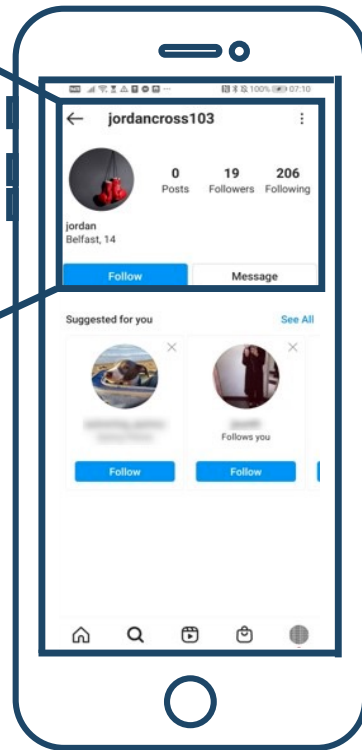 100% 07:10
jordancross103
0 19 206
Posts Followers Following
jordan
Belfast, 14
Follow Message
Suggested for you See All
Follows you
Follow Follow